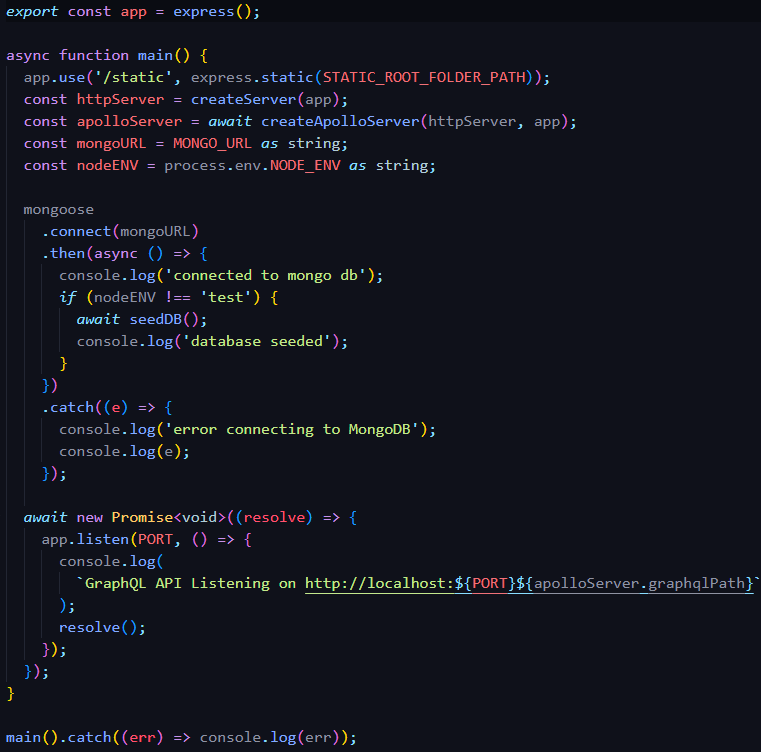 export const app = express();
async function main() {
app.use('/static', express.static(STATIC_ROOT_FOLDER_PATH));
const httpServer = createServer(app);
const apolloServer = await createApolloServer(httpServer, app);
const mongoURL = MONGO_URL as string;
const nodeENV = process.env.NODE_ENV as string;
mongoose
.connect(mongoURL)
.then(async () => {
console.log('connected to mongo db');
if (nodeENV !== 'test') {
await seedDB();
console.log('database seeded');
}
})
.catch((e) => {
console.log('error connecting to MongoDB');
console.log(e);
});
await new Promise<void>((resolve) => {
app.listen(PORT, () => {
console.log(
`GraphQL API Listening on http://localhost:${PORT}${apolloServer.graphqlPath}`
);
resolve();
});
});
}
main().catch((err) => console.log(err));